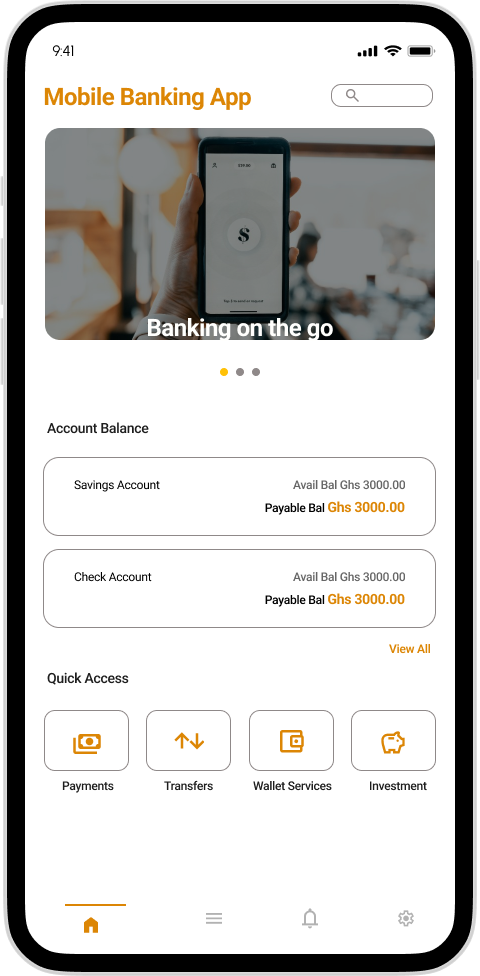 9:41
Mobile Banking App
$
Banking on the go
Account Balance
Savings Account
Avail Bal Ghs 3000.00
Payable Bal Ghs 3000.00
Check Account
Avail Bal Ghs 3000.00
Payable Bal Ghs 3000.00
View All
Quick Access
Payments
Transfers
Wallet Services
Investment